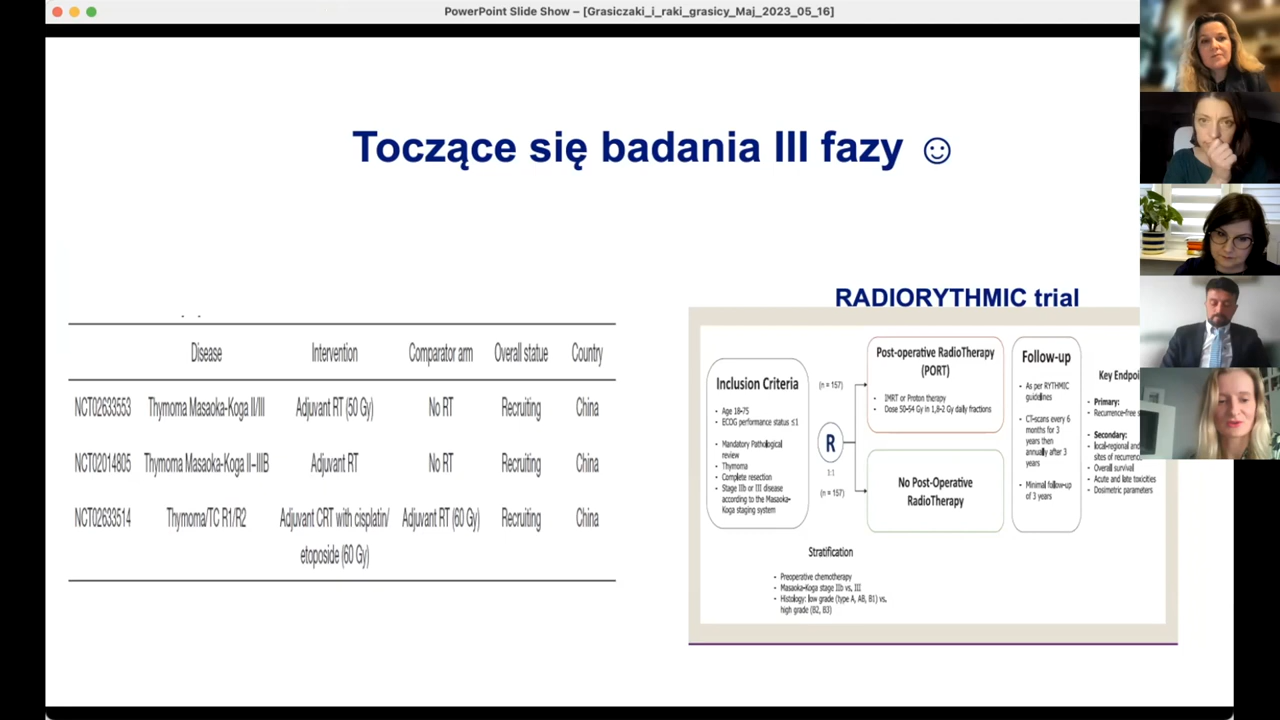 PowerPoint Slide Show – [Grasiczaki_i_raki_grasicy_Maj_2023_05_16]
Toczące się badania III fazy ☺
Disease Intervention Comparator arm Overall statue Country
NCT02633553 Thymoma Masaoka-Koga II/III Adjuvant RT (50 Gy) No RT Recruiting China
NCT02014805 Thymoma Masaoka-Koga II–IIIB Adjuvant RT No RT Recruiting China
NCT02633514 Thymoma/TC R1/R2 Adjuvant CRT with cisplatin/ Adjuvant RT (60 Gy) Recruiting China
etoposide (60 Gy)
RADIORYTHMIC trial
Inclusion Criteria
• Age 18-75
• ECOG performance status ≤1
• Mandatory Pathological
review
• Thymoma
• Complete resection
• Stage IIb or III disease
according to the Masaoka-
Koga staging system
(n = 157)
R
1:1
(n = 157)
Post-operative RadioTherapy
(PORT)
• IMRT or Proton therapy
• Dose 50-54 Gy in 1,8-2 Gy daily fractions
No Post-Operative
RadioTherapy
Follow-up
• As per RYTHMIC
guidelines
• CT-scans every 6
months for 3
years then
annually after 3
years
• Minimal follow-up
of 3 years
Key Endpoi
Primary:
• Recurrence-free s
Secondary:
• local-regional and
sites of recurrenc
• Overall survival
• Acute and late toxicities
• Dosimetric parameters
Stratification
• Preoperative chemotherapy
• Masaoka-Koga stage IIb vs. III
• Histology: low grade (type A, AB, B1) vs.
high grade (B2, B3)